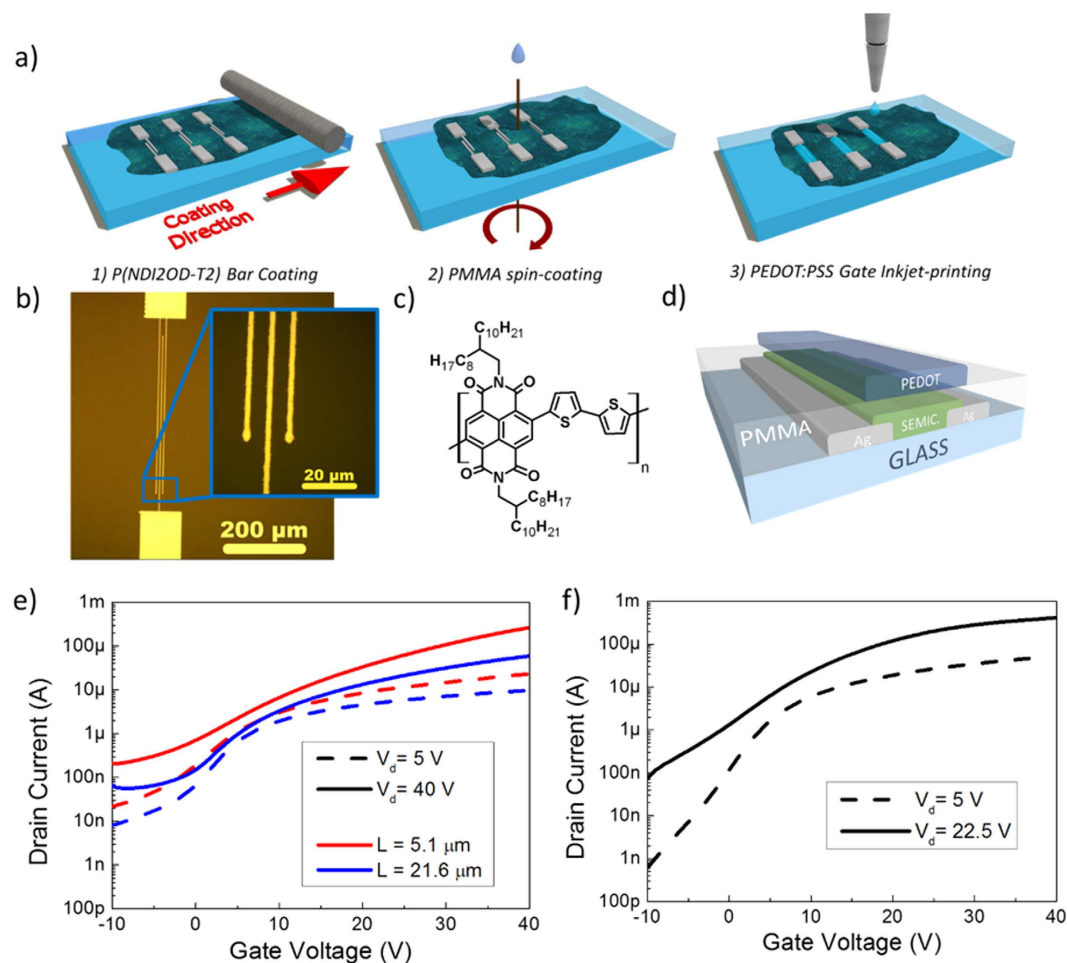 a)
Coating
Direction
1) P(NDI2OD-T2) Bar Coating
2) PMMA spin-coating
3) PEDOT:PSS Gate Inkjet-printing
b)
20 µm
200 µm
c)
C10H21
H17C8
N
O
O
S
S
n
O
O
N
C8H17
C10H21
d)
PEDOT
PMMA
SEMIC.
Ag
Ag
GLASS
e)
Drain Current (A)
1m
100µ
10µ
1µ
100n
10n
1n
100p
-10
0
10
20
30
40
Gate Voltage (V)
Vd= 5 V
Vd= 40 V
L = 5.1 µm
L = 21.6 µm
f)
Drain Current (A)
1m
100µ
10µ
1µ
100n
10n
1n
100p
-10
0
10
20
30
40
Gate Voltage (V)
Vd= 5 V
Vd= 22.5 V